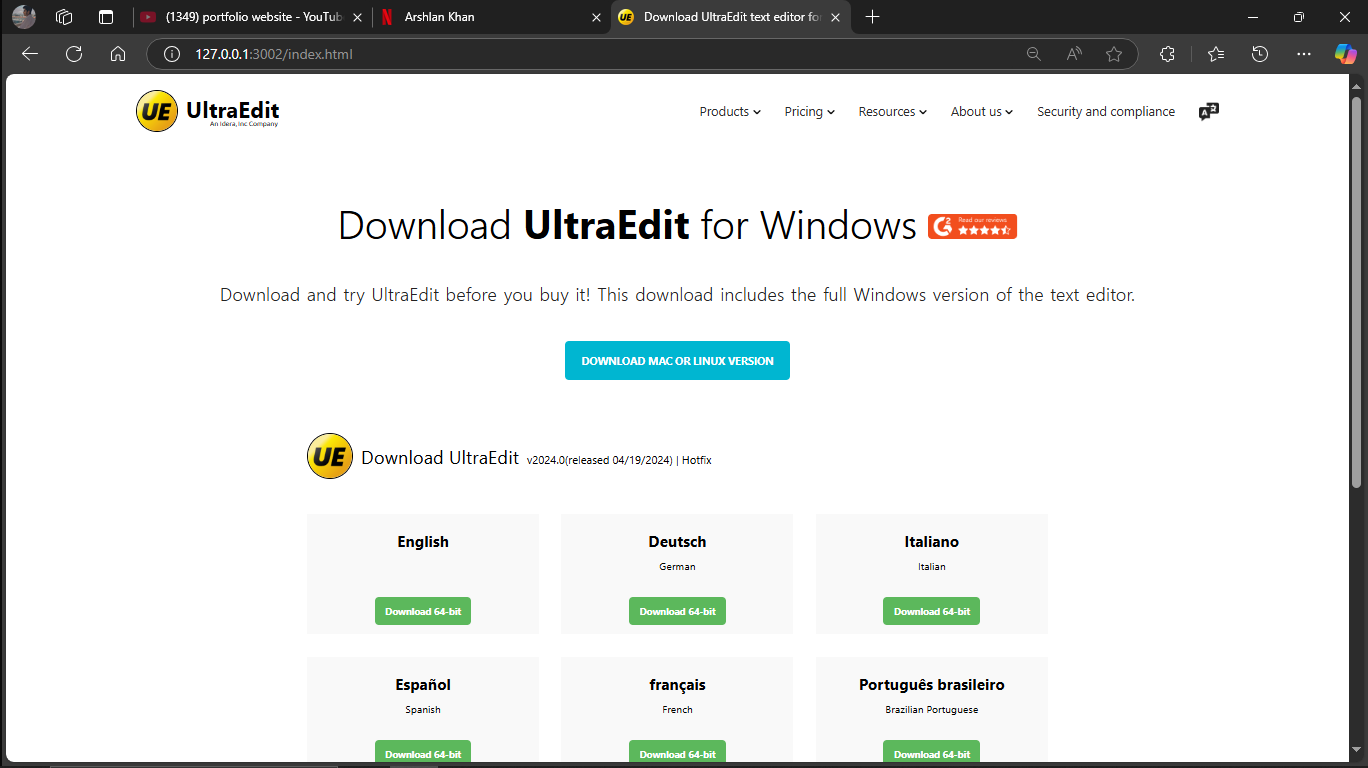 (1349) portfolio website - YouTub
Arshlan Khan
Download UltraEdit text editor fo
127.0.0.1:3002/index.html
UE UltraEdit
An Idera, Inc Company
Products Pricing Resources About us Security and compliance
Download UltraEdit for Windows
Read our reviews
Download and try UltraEdit before you buy it! This download includes the full Windows version of the text editor.
DOWNLOAD MAC OR LINUX VERSION
UE Download UltraEdit v2024.0(released 04/19/2024) | Hotfix
English
Download 64-bit
Deutsch
German
Download 64-bit
Italiano
Italian
Download 64-bit
Español
Spanish
Download 64-bit
français
French
Download 64-bit
Português brasileiro
Brazilian Portuguese
Download 64-bit